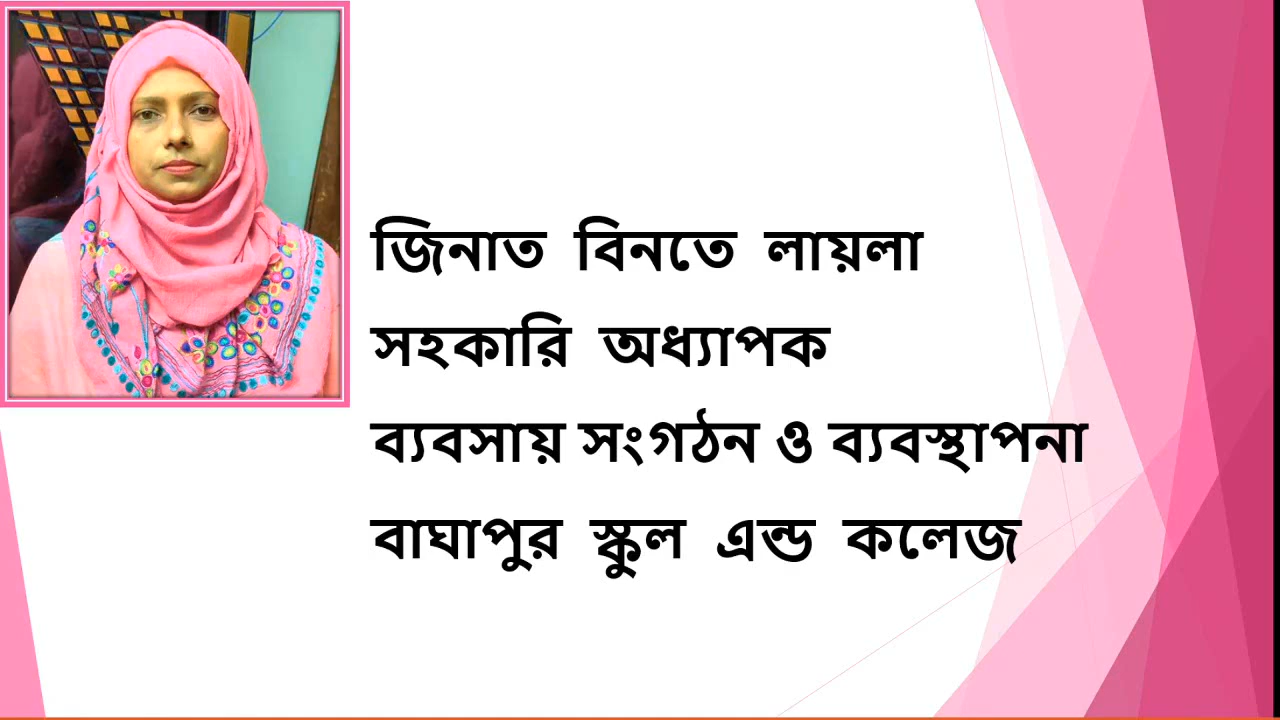 জিনাত বিনতে লায়লা
সহকারি অধ্যাপক
ব্যবসায় সংগঠন ও ব্যবস্থাপনা
বাঘাপুর স্কুল এন্ড কলেজ